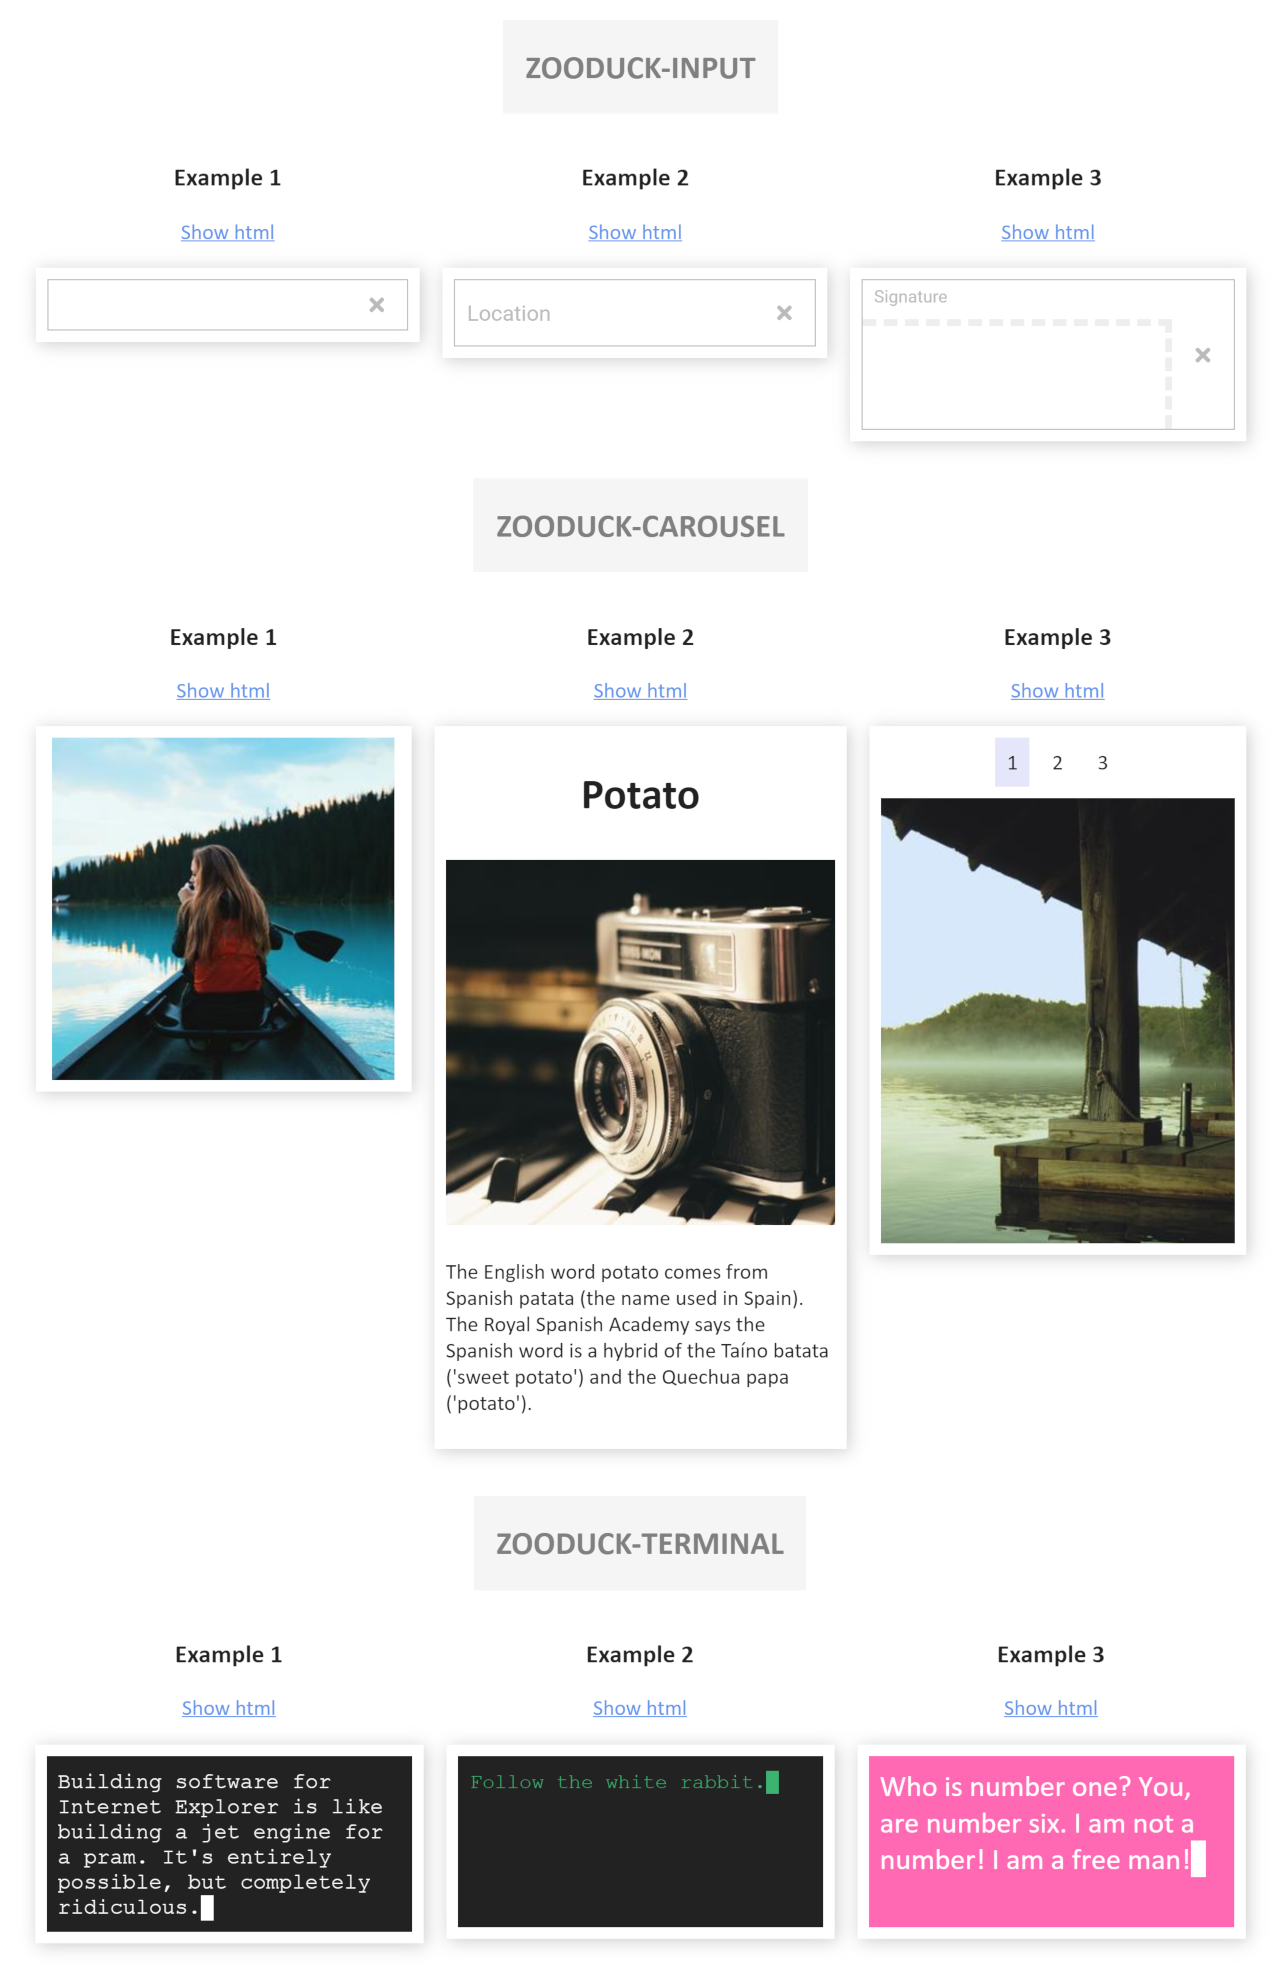 ZOODUCK-INPUT
Example 1
Example 2
Example 3
Show html
Show html
Show html
Location
Signature
ZOODUCK-CAROUSEL
Example 1
Example 2
Example 3
Show html
Show html
Show html
Potato
The English word potato comes from
Spanish patata (the name used in Spain).
The Royal Spanish Academy says the
Spanish word is a hybrid of the Taíno batata
('sweet potato') and the Quechua papa
('potato').
1 2 3
ZOODUCK-TERMINAL
Example 1
Example 2
Example 3
Show html
Show html
Show html
Building software for
Internet Explorer is like
building a jet engine for
a pram. It's entirely
possible, but completely
ridiculous.
Follow the white rabbit.
Who is number one? You,
are number six. I am not a
number! I am a free man!